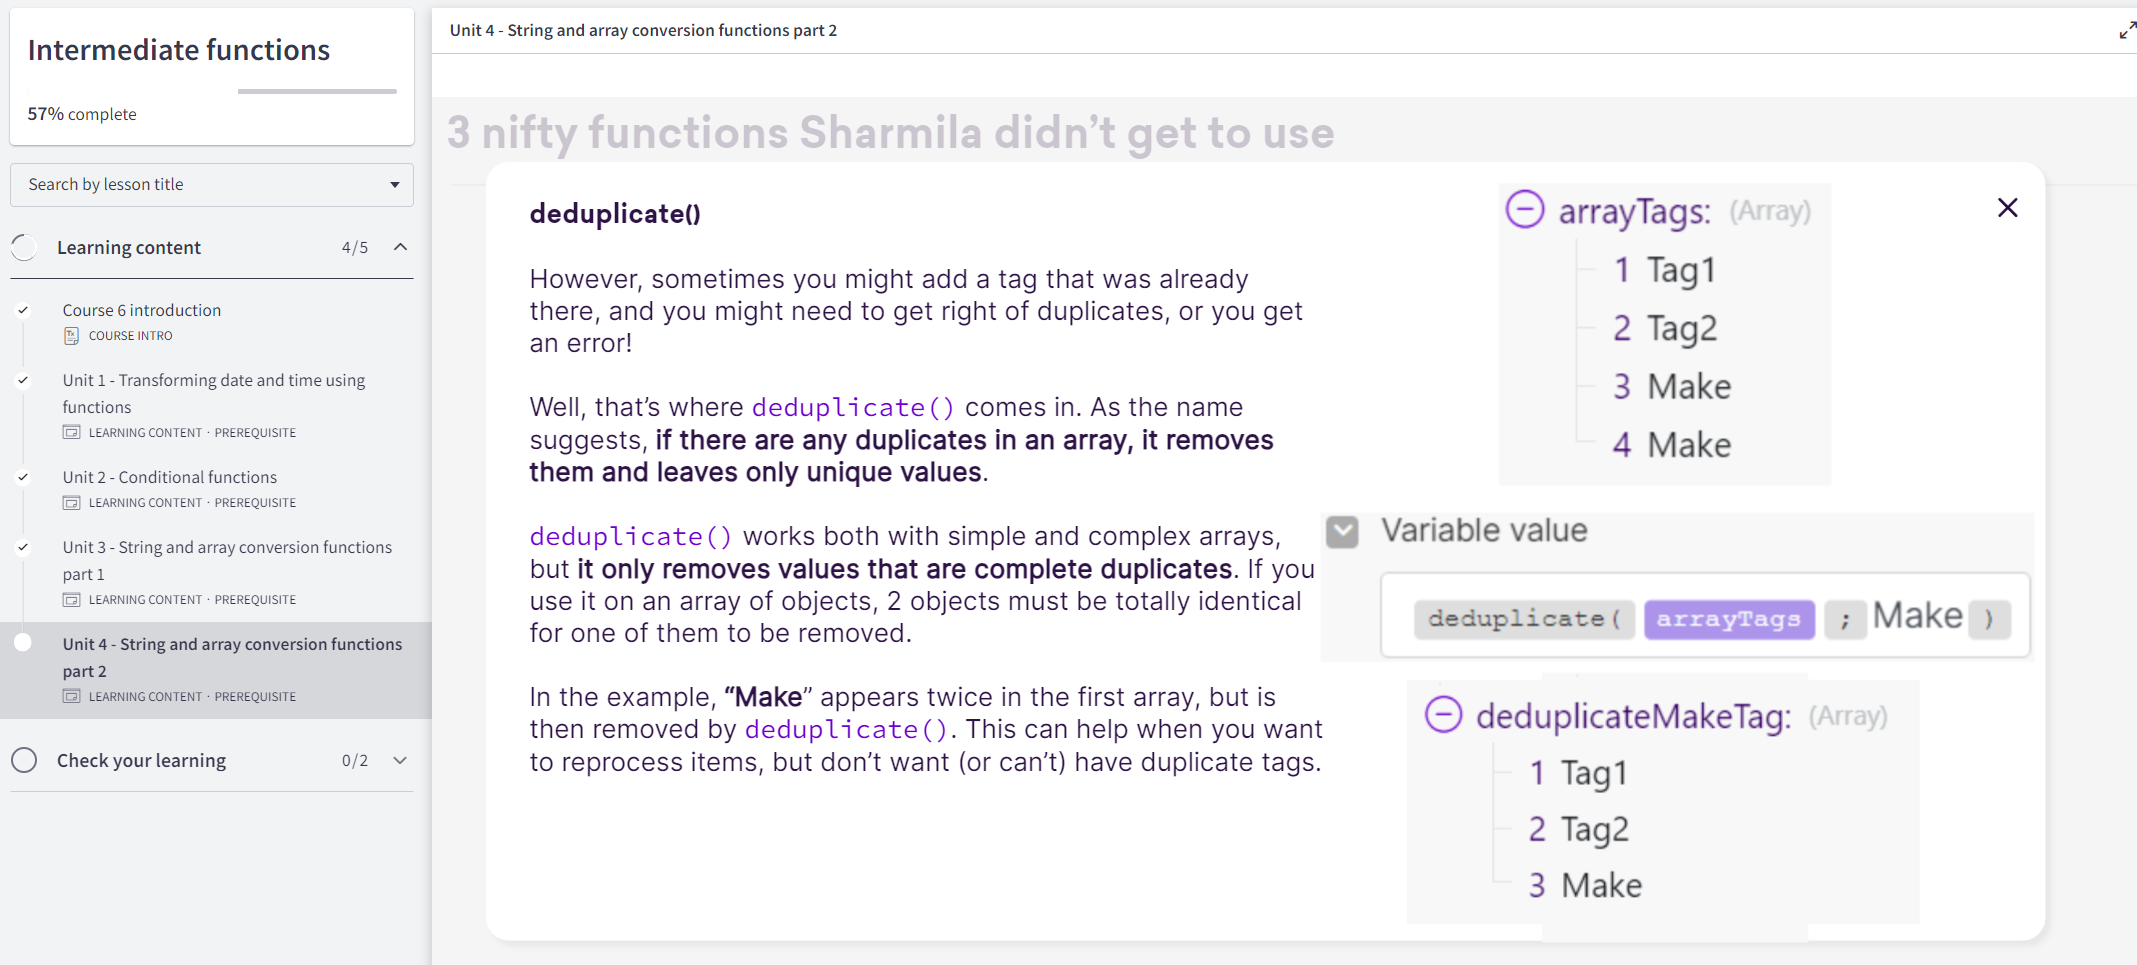 Intermediate functions
57% complete
Search by lesson title
Learning content 4/5
Course 6 introduction
COURSE INTRO
Unit 1 - Transforming date and time using
functions
LEARNING CONTENT · PREREQUISITE
Unit 2 - Conditional functions
LEARNING CONTENT · PREREQUISITE
Unit 3 - String and array conversion functions
part 1
LEARNING CONTENT · PREREQUISITE
Unit 4 - String and array conversion functions
part 2
LEARNING CONTENT · PREREQUISITE
Check your learning 0/2
Unit 4 - String and array conversion functions part 2
3 nifty functions Sharmila didn’t get to use
deduplicate()
However, sometimes you might add a tag that was already
there, and you might need to get right of duplicates, or you get
an error!
Well, that’s where deduplicate() comes in. As the name
suggests, if there are any duplicates in an array, it removes
them and leaves only unique values.
deduplicate() works both with simple and complex arrays,
but it only removes values that are complete duplicates. If you
use it on an array of objects, 2 objects must be totally identical
for one of them to be removed.
In the example, “Make” appears twice in the first array, but is
then removed by deduplicate(). This can help when you want
to reprocess items, but don’t want (or can’t) have duplicate tags.
arrayTags: (Array)
1 Tag1
2 Tag2
3 Make
4 Make
Variable value
deduplicate( arrayTags ; Make )
deduplicateMakeTag: (Array)
1 Tag1
2 Tag2
3 Make